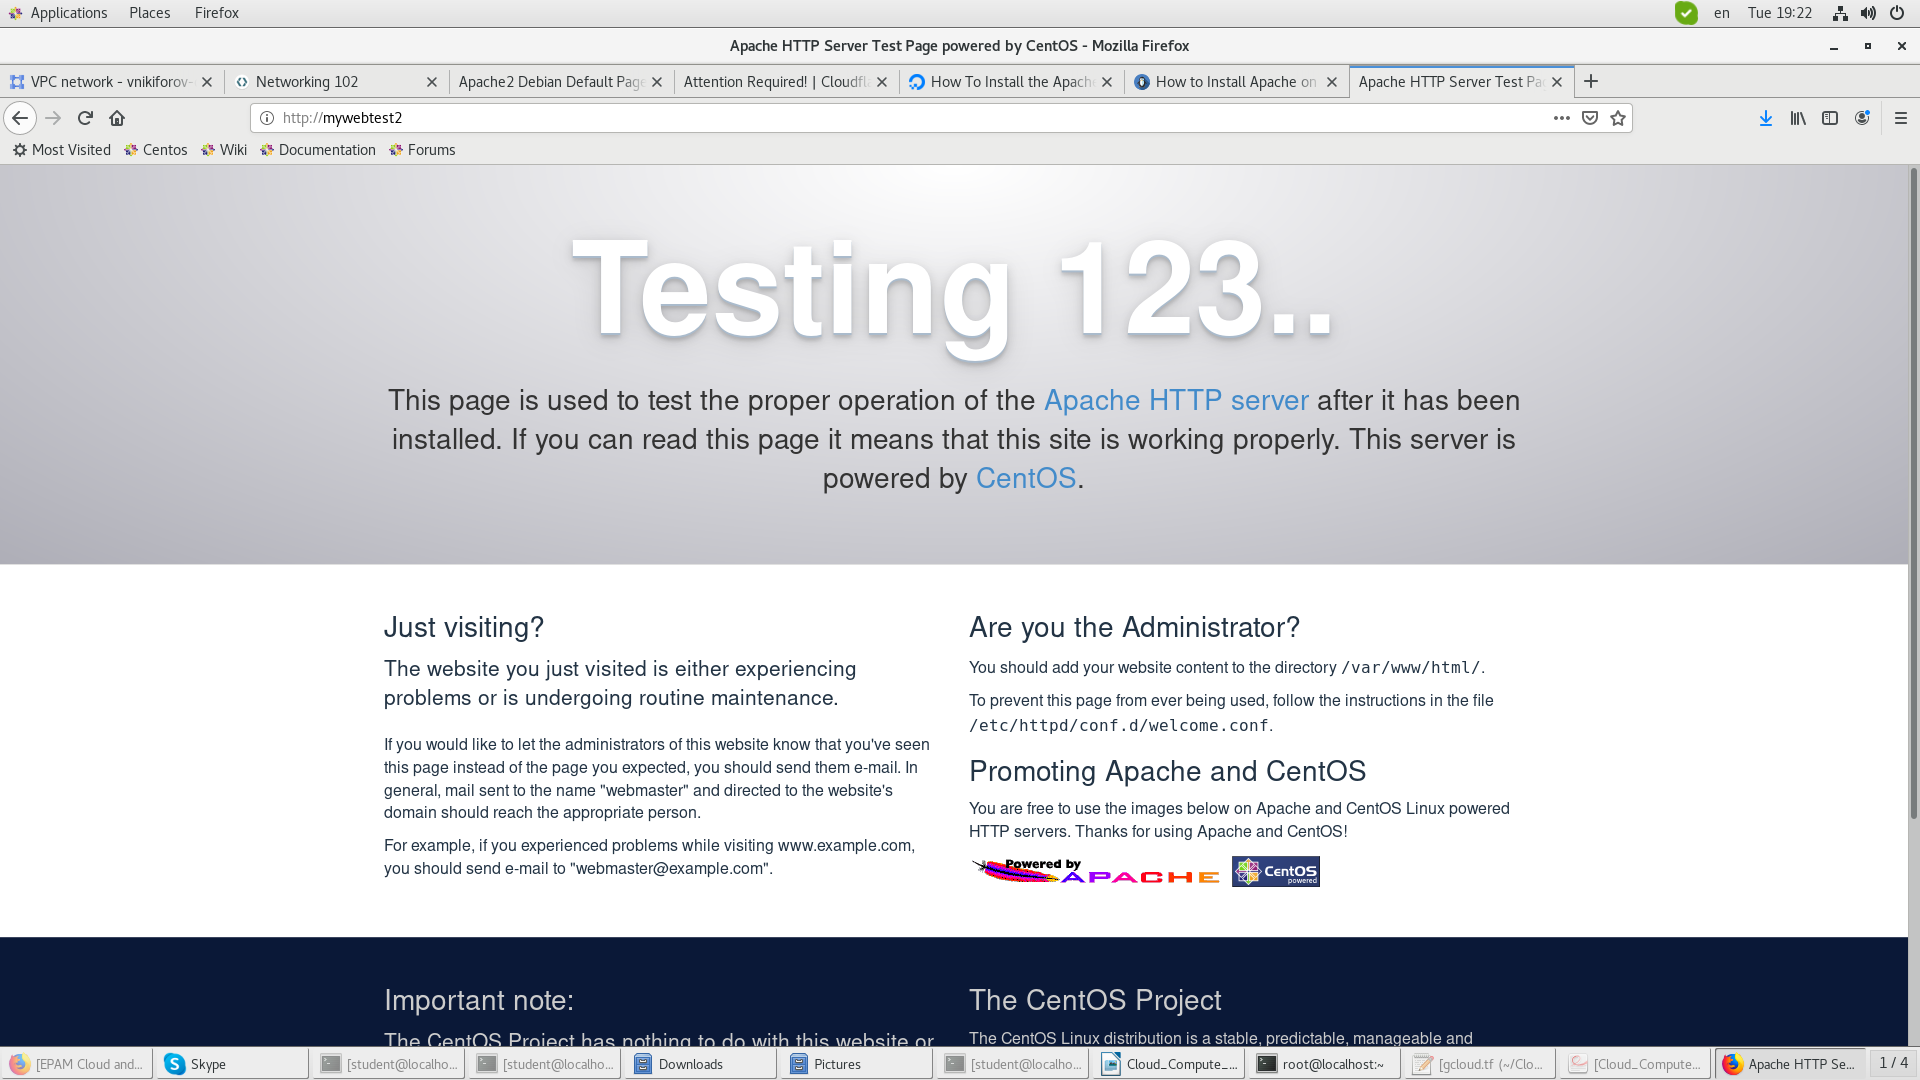 Applications Places Firefox en Tue 19:22
Apache HTTP Server Test Page powered by CentOS - Mozilla Firefox
VPC network - vnikiforov- Networking 102 Apache2 Debian Default Page Attention Required! | Cloudfl How To Install the Apach How to Install Apache on Apache HTTP Server Test Pa
http://mywebtest2
Most Visited Centos Wiki Documentation Forums
Testing 123..
This page is used to test the proper operation of the Apache HTTP server after it has been
installed. If you can read this page it means that this site is working properly. This server is
powered by CentOS.
Just visiting?
The website you just visited is either experiencing
problems or is undergoing routine maintenance.
If you would like to let the administrators of this website know that you've seen
this page instead of the page you expected, you should send them e-mail. In
general, mail sent to the name "webmaster" and directed to the website's
domain should reach the appropriate person.
For example, if you experienced problems while visiting www.example.com,
you should send e-mail to "webmaster@example.com".
Are you the Administrator?
You should add your website content to the directory /var/www/html/.
To prevent this page from ever being used, follow the instructions in the file
/etc/httpd/conf.d/welcome.conf.
Promoting Apache and CentOS
You are free to use the images below on Apache and CentOS Linux powered
HTTP servers. Thanks for using Apache and CentOS!
Powered by
APACHE
CentOS
powered
Important note:
The CentOS Project has nothing to do with this website or
The CentOS Project
The CentOS Linux distribution is a stable, predictable, manageable and
[EPAM Cloud and... Skype [student@localho... [student@localho... Downloads Pictures [student@localho... Cloud_Compute_... root@localhost:~ [gcloud.tf (~/Clo... [Cloud_Compute... Apache HTTP Se... 1 / 4